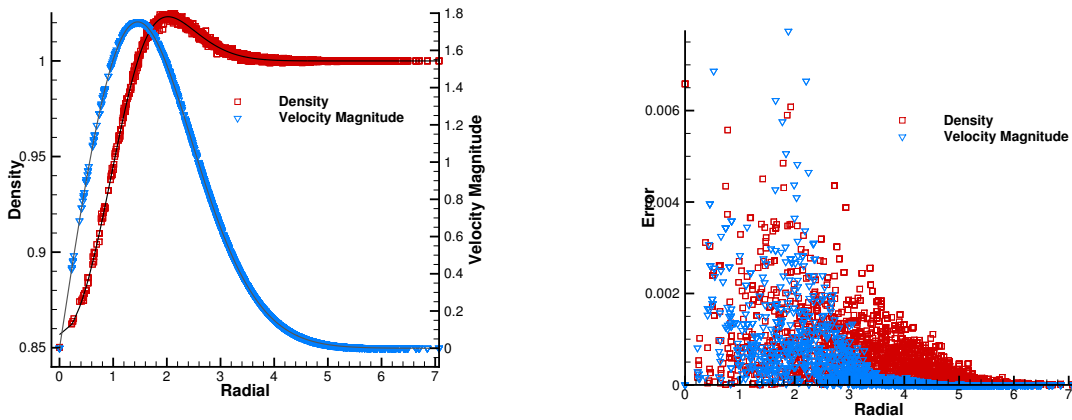 1.8
1.6
1.4
1.2
1
0.8
0.6
0.4
0.2
0
Velocity Magnitude
1
0.95
0.9
0.85
Density
Density
Velocity Magnitude
0 1 2 3 4 5 6 7
Radial
0.006
0.004
0.002
0
Error
Density
Velocity Magnitude
0 1 2 3 4 5 6 7
Radial